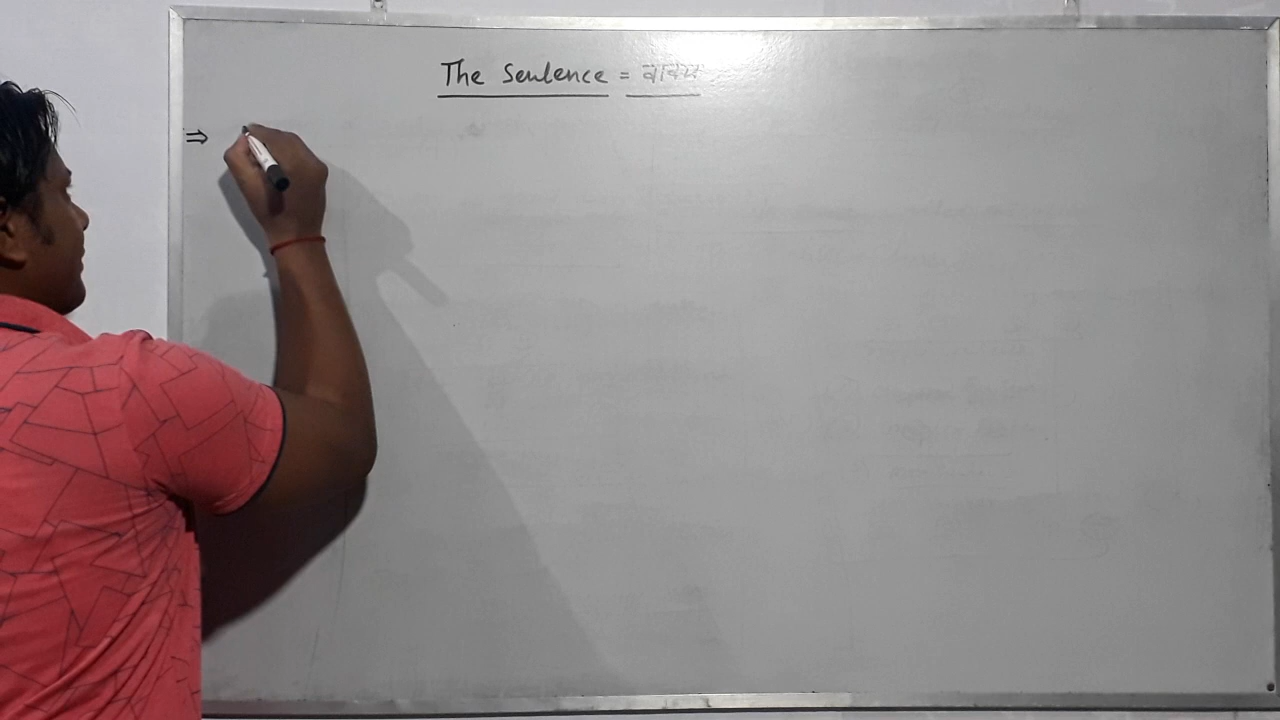 The Sentence = वाक्य
⇒